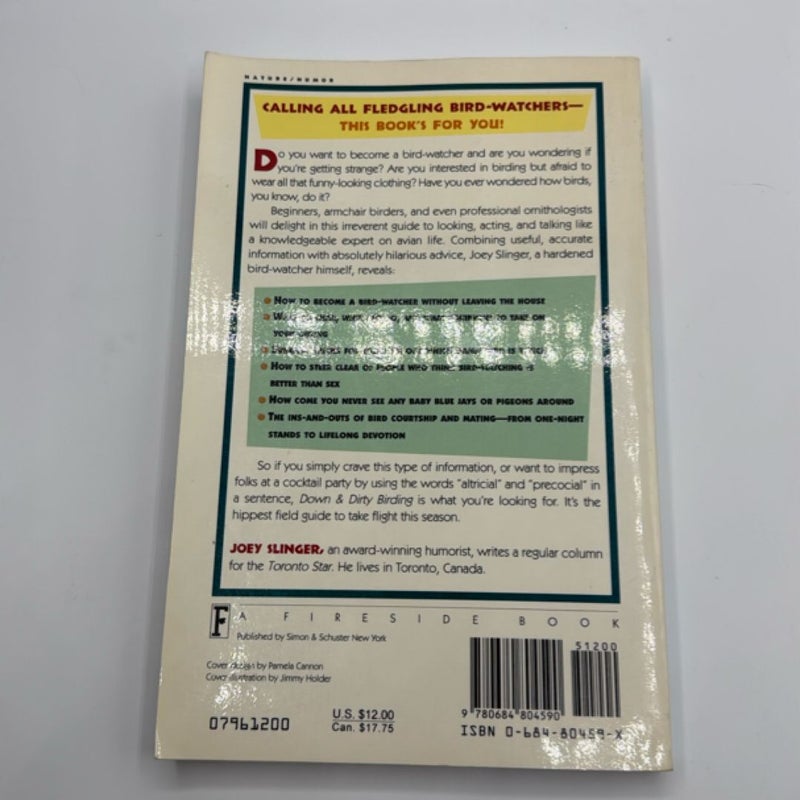 NATURE/HUMOR
CALLING ALL FLEDGLING BIRD-WATCHERS—
THIS BOOK'S FOR YOU!
Do you want to become a bird-watcher and are you wondering if
you're getting strange? Are you interested in birding but afraid to
wear all that funny-looking clothing? Have you ever wondered how birds,
you know, do it?
Beginners, armchair birders, and even professional ornithologists
will delight in this irreverent guide to looking, acting, and talking like
a knowledgeable expert on avian life. Combining useful, accurate
information with absolutely hilarious advice, Joey Slinger, a hardened
bird-watcher himself, reveals:
● HOW TO BECOME A BIRD-WATCHER WITHOUT LEAVING THE HOUSE
● TO TAKE ON
● WHICH IS
● HOW TO STEER CLEAR OF PEOPLE WHO THINK BIRD-WATCHING IS
BETTER THAN SEX
● HOW COME YOU NEVER SEE ANY BABY BLUE JAYS OR PIGEONS AROUND
● THE INS-AND-OUTS OF BIRD COURTSHIP AND MATING—FROM ONE-NIGHT
STANDS TO LIFELONG DEVOTION
So if you simply crave this type of information, or want to impress
folks at a cocktail party by using the words "altricial" and "precocial" in
a sentence, Down & Dirty Birding is what you're looking for. It's the
hippest field guide to take flight this season.
JOEY SLINGER, an award-winning humorist, writes a regular column
for the Toronto Star. He lives in Toronto, Canada.
F A FIRESIDE BOOK
Published by Simon & Schuster New York
Cover design by Pamela Cannon
Cover illustration by Jimmy Holder
07961200
U.S. $12.00
Can. $17.75
51200
9 780684 804590
ISBN 0-684-80459-X